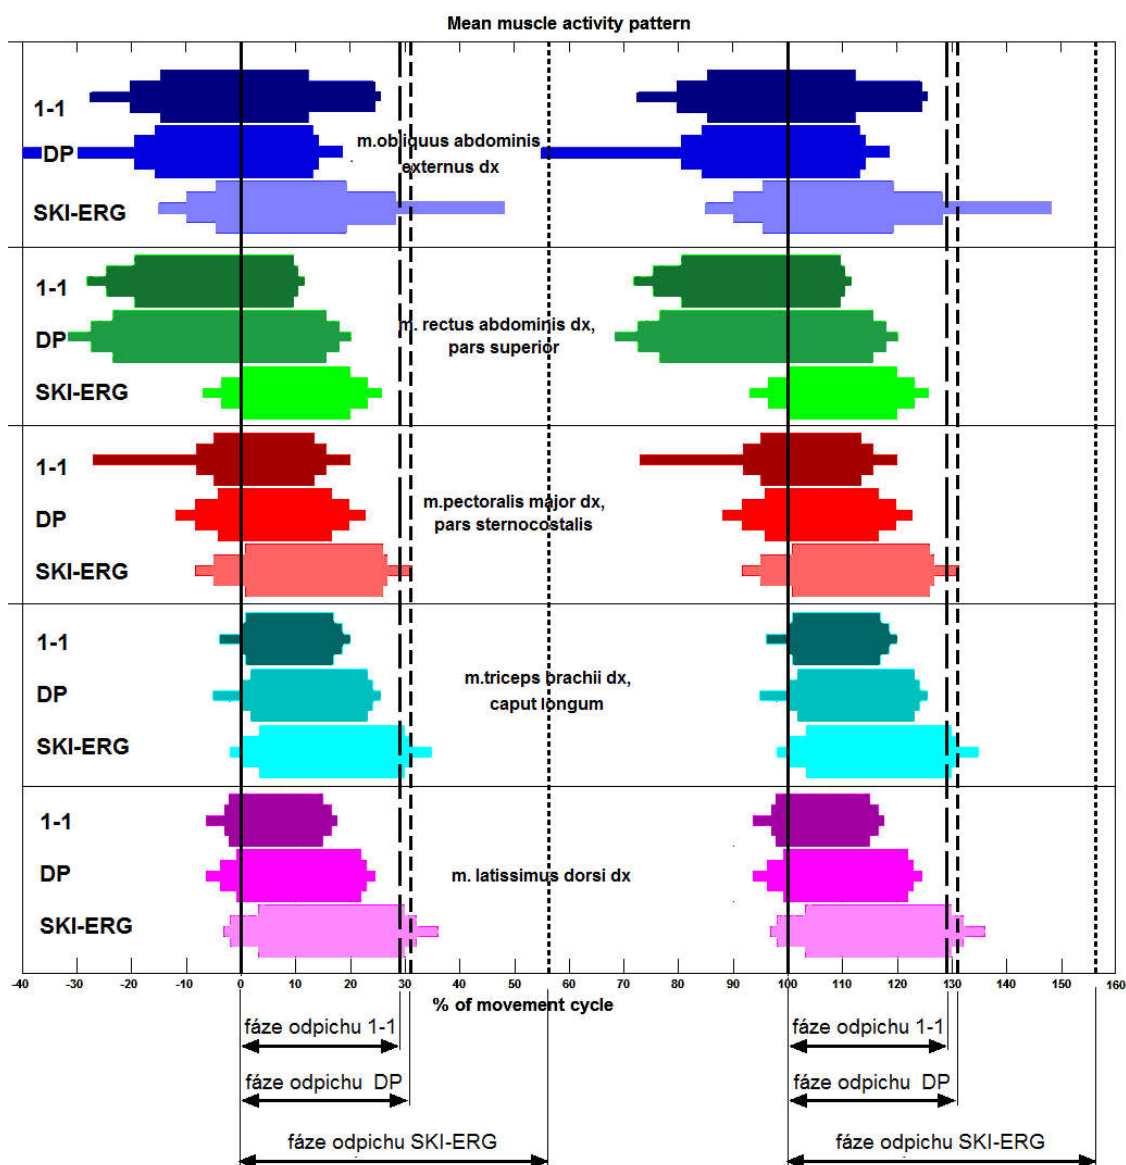 Mean muscle activity pattern
1-1
DP
m.obliquus abdominis
externus dx
SKI-ERG
1-1
DP
m. rectus abdominis dx,
pars superior
SKI-ERG
1-1
DP
m.pectoralis major dx,
pars sternocostalis
SKI-ERG
1-1
DP
m.triceps brachii dx,
caput longum
SKI-ERG
1-1
DP
m. latissimus dorsi dx
SKI-ERG
-40 -30 -20 -10 0 10 20 30 40 50 60 70 80 90 100 110 120 130 140 150 160
% of movement cycle
fáze odpichu 1-1 fáze odpichu 1-1
fáze odpichu DP fáze odpichu DP
fáze odpichu SKI-ERG fáze odpichu SKI-ERG